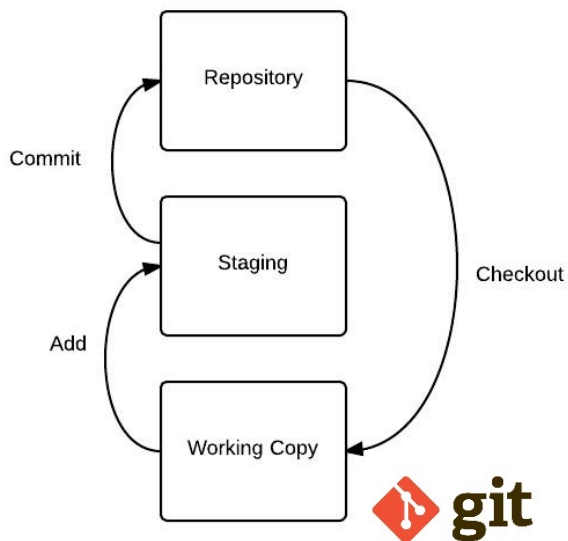 Repository
Commit
Staging
Checkout
Add
Working Copy
git